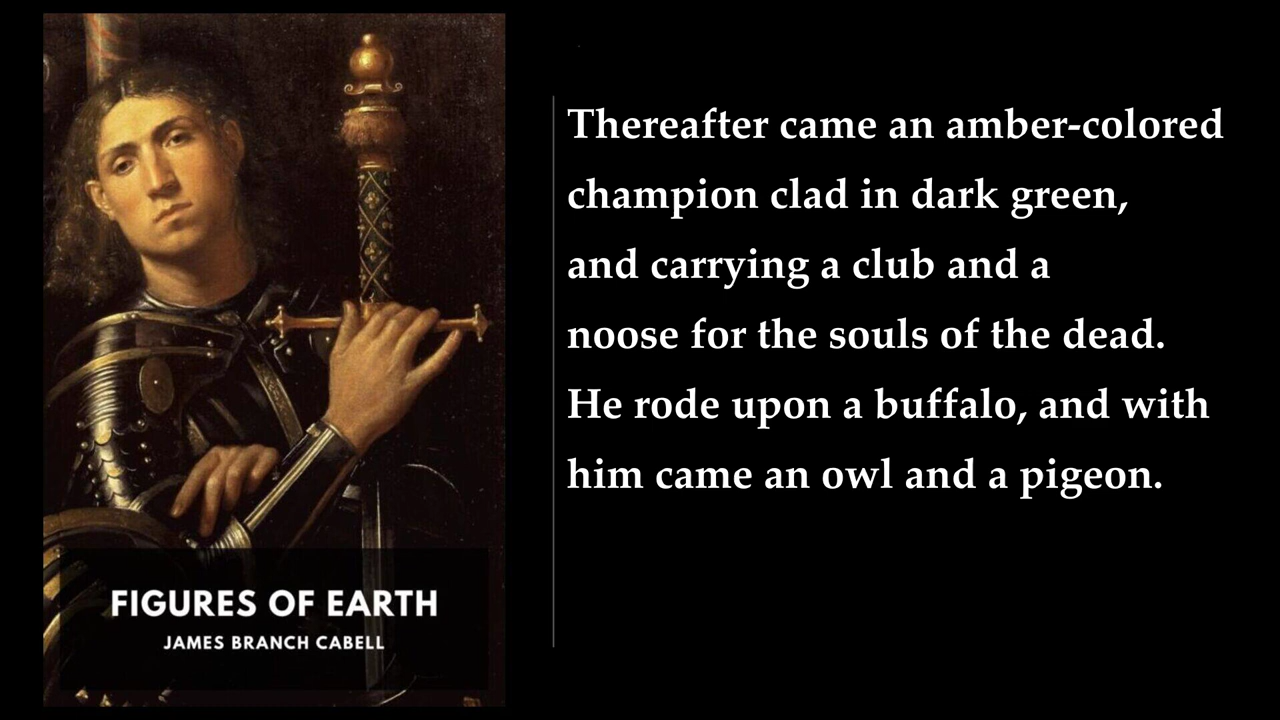 Thereafter came an amber-colored
champion clad in dark green,
and carrying a club and a
noose for the souls of the dead.
He rode upon a buffalo, and with
him came an owl and a pigeon.
FIGURES OF EARTH
JAMES BRANCH CABELL